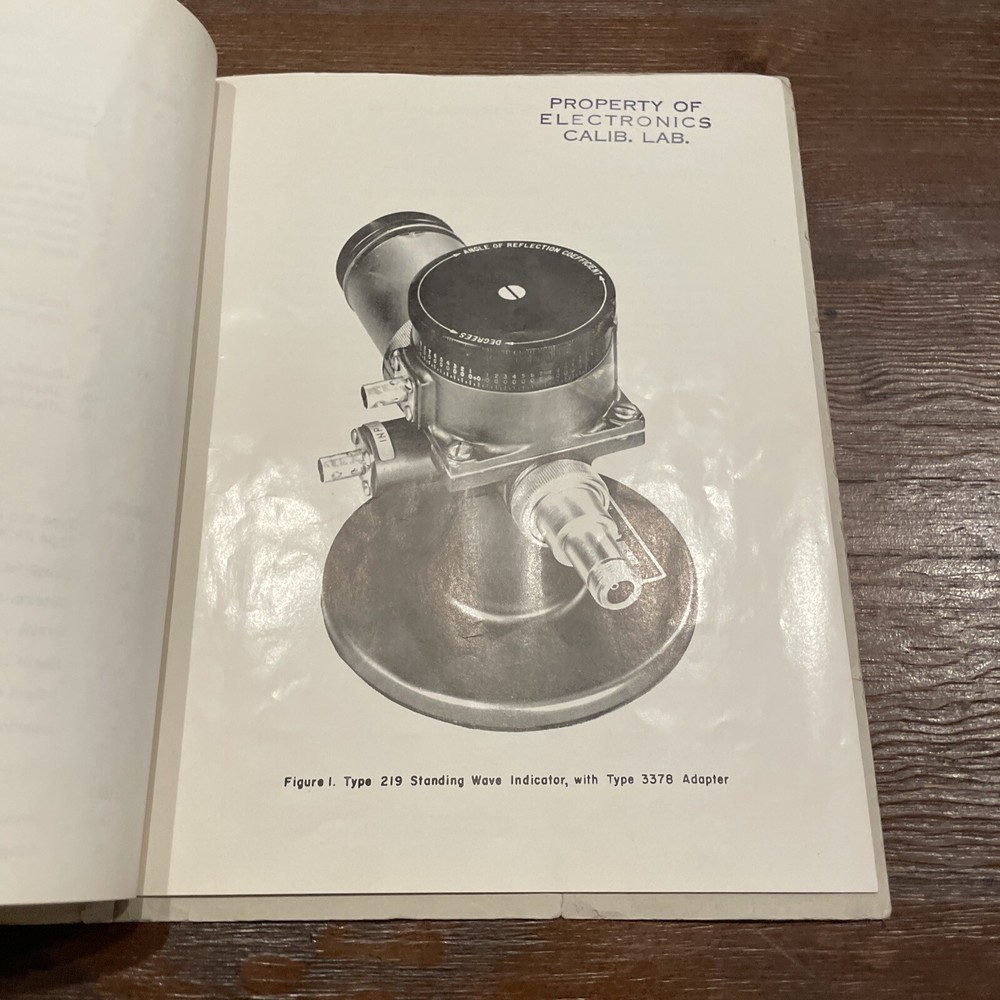 PROPERTY OF
ELECTRONICS
CALIB. LAB.
ANGLE OF REFLECTION COEFFICIENT
DEGREES
Figure 1. Type 219 Standing Wave Indicator, with Type 3378 Adapter